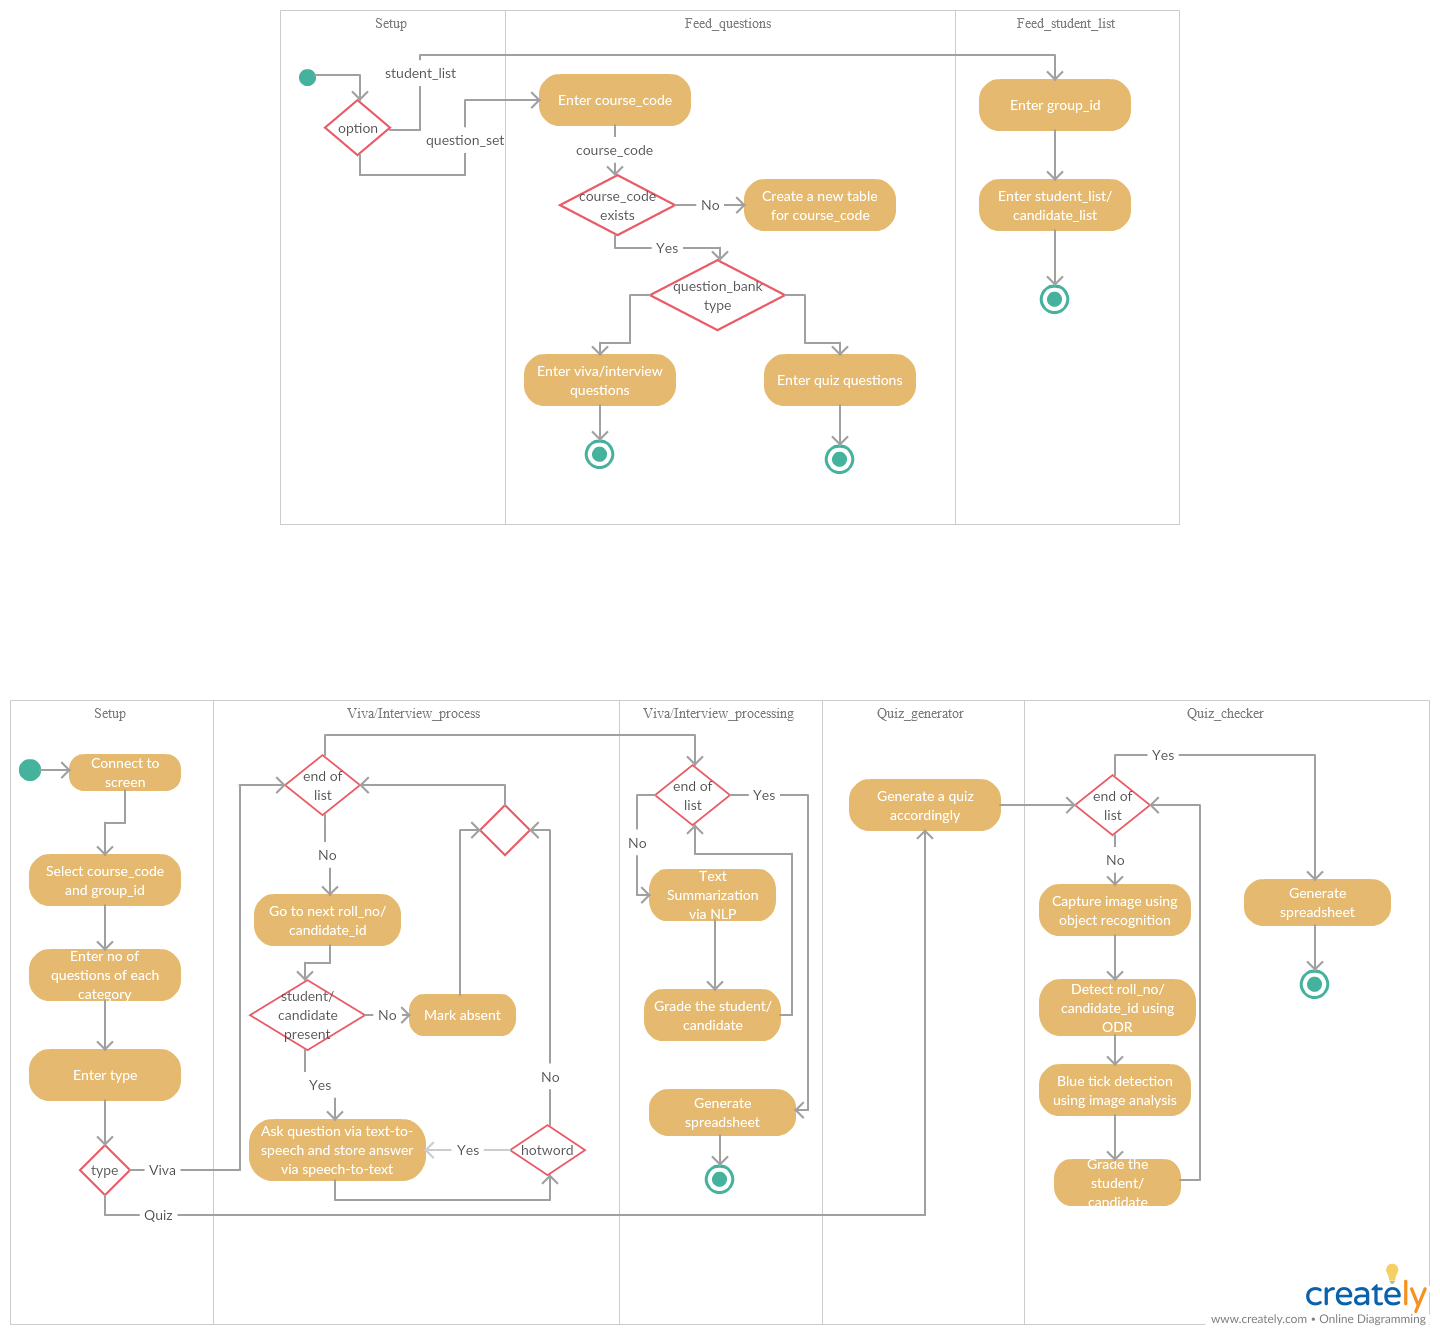 Setup
Feed_questions
Feed_student_list
student_list
option
question_set
Enter course_code
Enter group_id
course_code
course_code
exists
No
Create a new table
for course_code
Enter student_list/
candidate_list
Yes
question_bank
type
Enter viva/interview
questions
Enter quiz questions
Setup
Viva/Interview_process
Viva/Interview_processing
Quiz_generator
Quiz_checker
Connect to
screen
Select course_code
and group_id
Enter no of
questions of each
category
Enter type
type
Viva
Quiz
end of
list
No
Go to next roll_no/
candidate_id
student/
candidate
present
No
Mark absent
Yes
Ask question via text-to-
speech and store answer
via speech-to-text
Yes
hotword
No
end of
list
Yes
No
Text
Summarization
via NLP
Grade the student/
candidate
Generate
spreadsheet
Generate a quiz
accordingly
end of
list
Yes
No
Capture image using
object recognition
Detect roll_no/
candidate_id using
ODR
Blue tick detection
using image analysis
Grade the
student/
candidate
Generate
spreadsheet
creately
www.creately.com • Online Diagramming